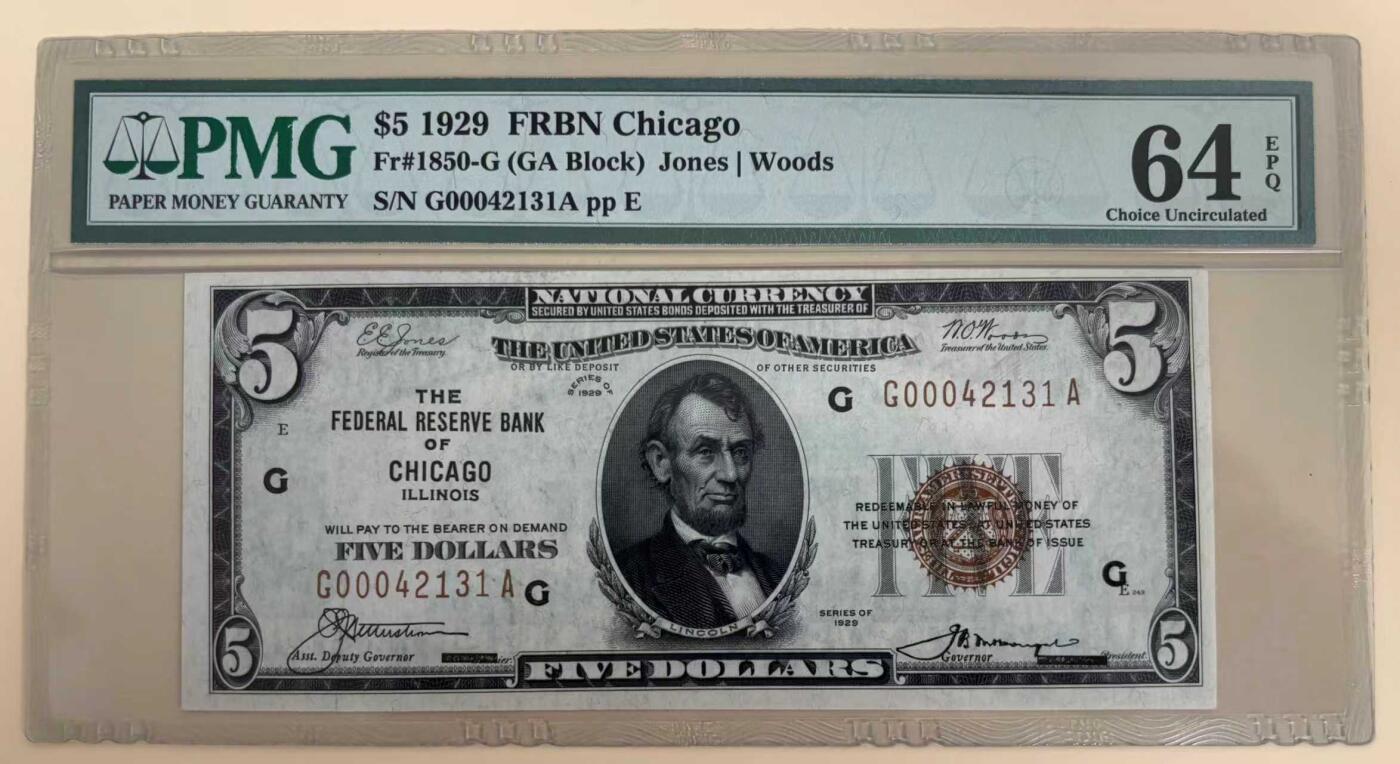 PMG
PAPER MONEY GUARANTY
$5 1929 FRBN Chicago
Fr#1850-G (GA Block) Jones | Woods
S/N G00042131A pp E
64
EPQ
Choice Uncirculated
NATIONAL CURRENCY
SECURED BY UNITED STATES BONDS DEPOSITED WITH THE TREASURER OF
THE UNITED STATES OF AMERICA
OR BY LIKE DEPOSIT OF OTHER SECURITIES
5
5
E E Jones
Register of the Treasury.
W.O. Woods
Treasurer of the United States.
SERIES OF
1929
THE
FEDERAL RESERVE BANK
OF
CHICAGO
ILLINOIS
E
G
G
G00042131A
WILL PAY TO THE BEARER ON DEMAND
FIVE DOLLARS
G00042131A
G
FIVE
REDEEMABLE IN LAWFUL MONEY OF
THE UNITED STATES AT UNITED STATES
TREASURY OR AT THE BANK OF ISSUE
G
E 249
SERIES OF
1929
LINCOLN
Asst. Deputy Governor
Governor
President.
5
FIVE DOLLARS
5